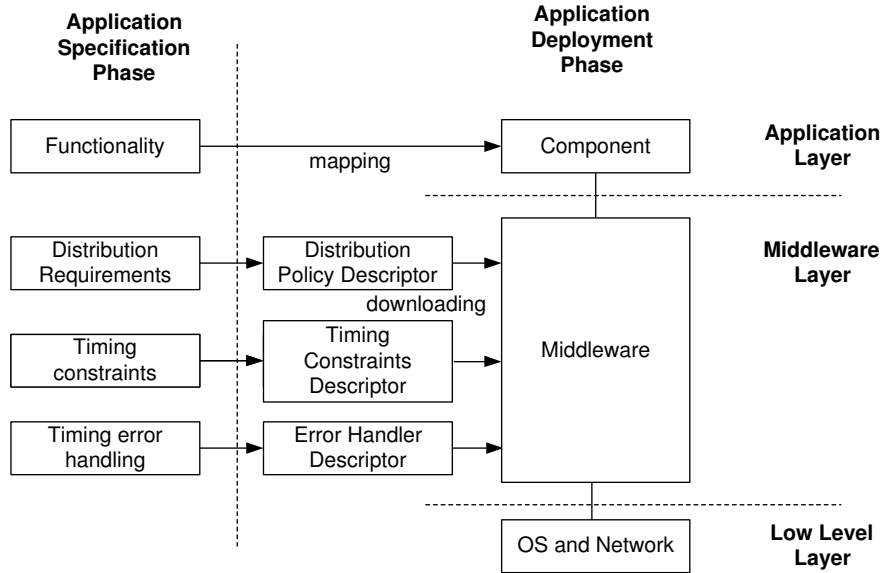 Application
Specification
Phase
Application
Deployment
Phase
Functionality
mapping
Component
Application
Layer
Distribution
Requirements
Distribution
Policy Descriptor
downloading
Middleware
Layer
Timing
constraints
Timing
Constraints
Descriptor
Middleware
Timing error
handling
Error Handler
Descriptor
OS and Network
Low Level
Layer